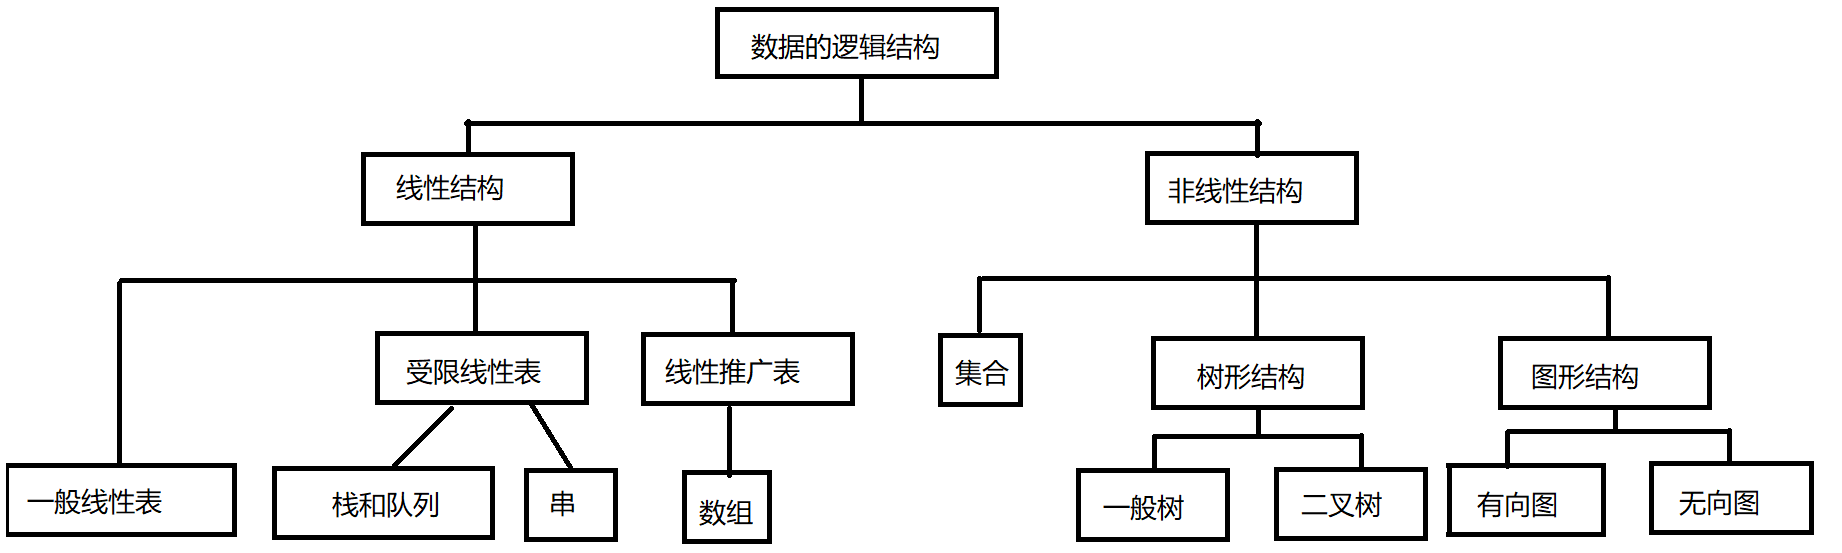 数据的逻辑结构
线性结构
非线性结构
受限线性表
线性推广表
集合
树形结构
图形结构
一般线性表
栈和队列
串
数组
一般树
二叉树
有向图
无向图